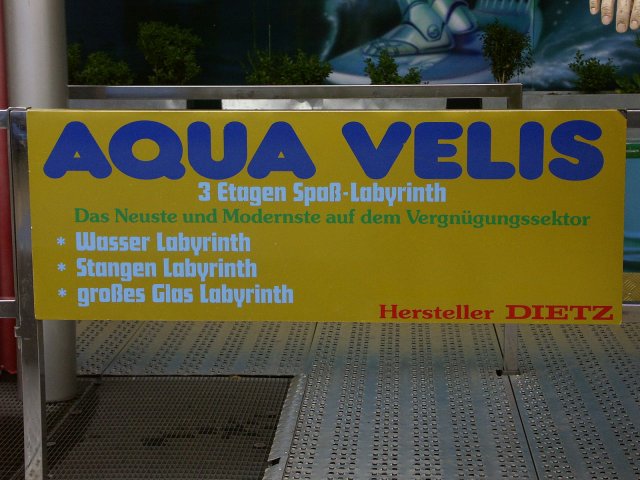 AQUA VELIS
3 Etagen Spaß-Labyrinth
Das Neuste und Modernste auf dem Vergnügungssektor
* Wasser Labyrinth
* Stangen Labyrinth
* großes Glas Labyrinth
Hersteller DIETZ